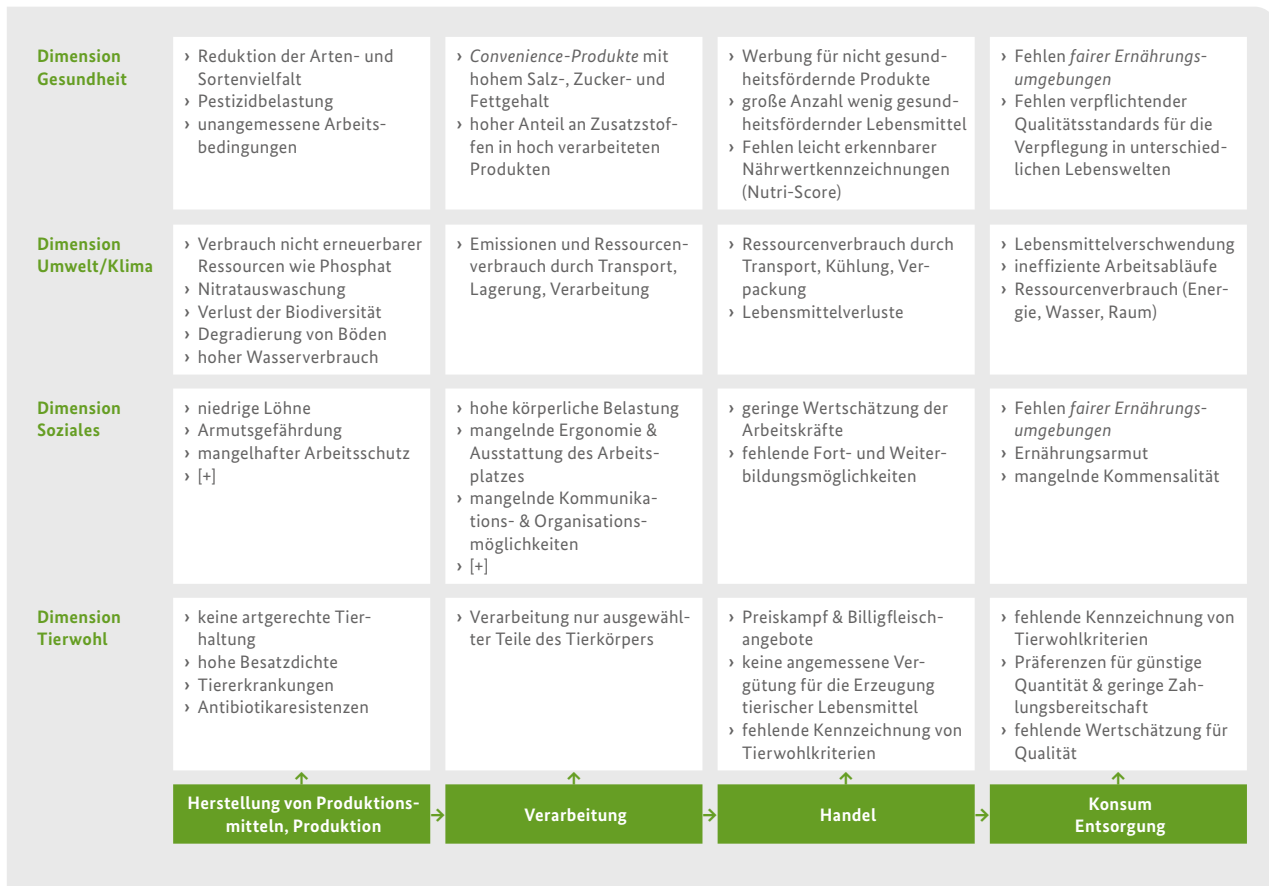 Dimension
Gesundheit
› Reduktion der Arten- und
Sortenvielfalt
› Pestizidbelastung
› unangemessene Arbeits-
bedingungen
› Convenience-Produkte mit
hohem Salz-, Zucker- und
Fettgehalt
› hoher Anteil an Zusatzstof-
fen in hoch verarbeiteten
Produkten
› Werbung für nicht gesund-
heitsfördernde Produkte
› große Anzahl wenig gesund-
heitsfördernder Lebensmittel
› Fehlen leicht erkennbarer
Nährwertkennzeichnungen
(Nutri-Score)
› Fehlen fairer Ernährungs-
umgebungen
› Fehlen verpflichtender
Qualitätsstandards für die
Verpflegung in unterschied-
lichen Lebenswelten
Dimension
Umwelt/Klima
› Verbrauch nicht erneuerbarer
Ressourcen wie Phosphat
› Nitratauswaschung
› Verlust der Biodiversität
› Degradierung von Böden
› hoher Wasserverbrauch
› Emissionen und Ressourcen-
verbrauch durch Transport,
Lagerung, Verarbeitung
› Ressourcenverbrauch durch
Transport, Kühlung, Ver-
packung
› Lebensmittelverluste
› Lebensmittelverschwendung
› ineffiziente Arbeitsabläufe
› Ressourcenverbrauch (Ener-
gie, Wasser, Raum)
Dimension
Soziales
› niedrige Löhne
› Armutsgefährdung
› mangelhafter Arbeitsschutz
› [+]
› hohe körperliche Belastung
› mangelnde Ergonomie &
Ausstattung des Arbeits-
platzes
› mangelnde Kommunika-
tions- & Organisations-
möglichkeiten
› [+]
› geringe Wertschätzung der
Arbeitskräfte
› fehlende Fort- und Weiter-
bildungsmöglichkeiten
› Fehlen fairer Ernährungs-
umgebungen
› Ernährungsarmut
› mangelnde Kommensalität
Dimension
Tierwohl
› keine artgerechte Tier-
haltung
› hohe Besatzdichte
› Tiererkrankungen
› Antibiotikaresistenzen
› Verarbeitung nur ausgewähl-
ter Teile des Tierkörpers
› Preiskampf & Billigfleisch-
angebote
› keine angemessene Ver-
gütung für die Erzeugung
tierischer Lebensmittel
› fehlende Kennzeichnung von
Tierwohlkriterien
› fehlende Kennzeichnung von
Tierwohlkriterien
› Präferenzen für günstige
Quantität & geringe Zah-
lungsbereitschaft
› fehlende Wertschätzung für
Qualität
Herstellung von Produktions-
mitteln, Produktion
Verarbeitung
Handel
Konsum
Entsorgung